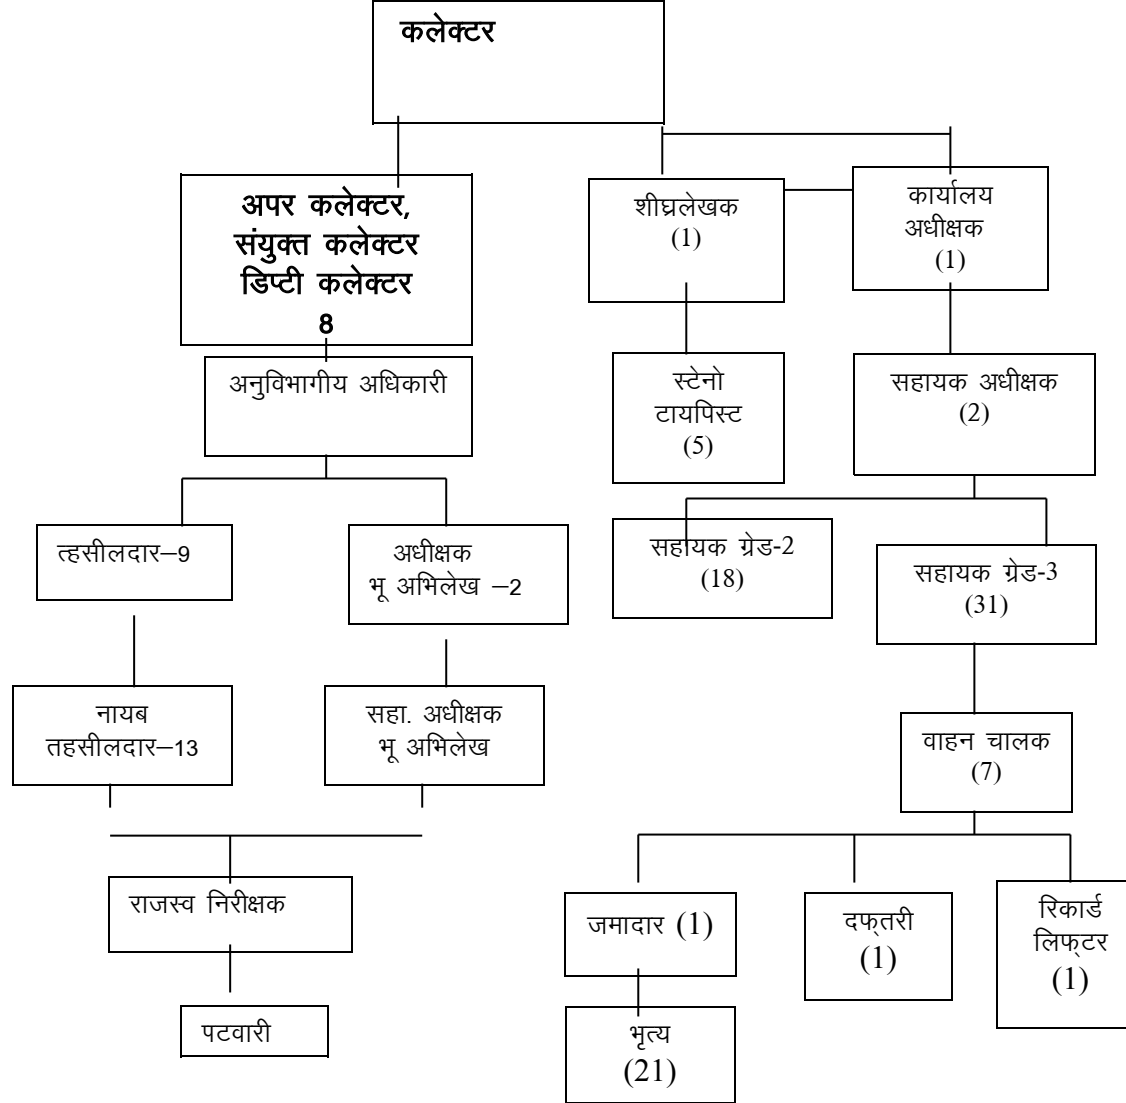 कलेक्टर
अपर कलेक्टर,
संयुक्त कलेक्टर
डिप्टी कलेक्टर
8
शीघ्रलेखक
(1)
कार्यालय
अधीक्षक
(1)
अनुविभागीय अधिकारी
स्टेनो
टायपिस्ट
(5)
सहायक अधीक्षक
(2)
त्हसीलदार–9
अधीक्षक
भू अभिलेख –2
सहायक ग्रेड-2
(18)
सहायक ग्रेड-3
(31)
नायब
तहसीलदार–13
सहा. अधीक्षक
भू अभिलेख
वाहन चालक
(7)
राजस्व निरीक्षक
जमादार (1)
दफ्तरी
(1)
रिकार्ड
लिफ्टर
(1)
पटवारी
भृत्य
(21)